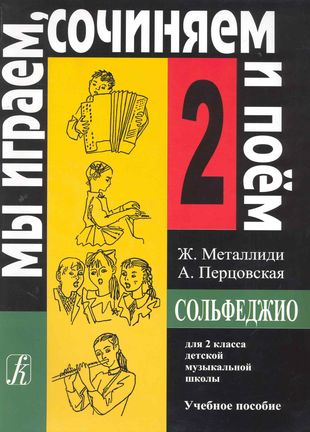 мы играем,
сочиняем
и поём
2
Ж. Металлиди
А. Перцовская
СОЛЬФЕДЖИО
для 2 класса
детской
музыкальной
школы
Учебное пособие